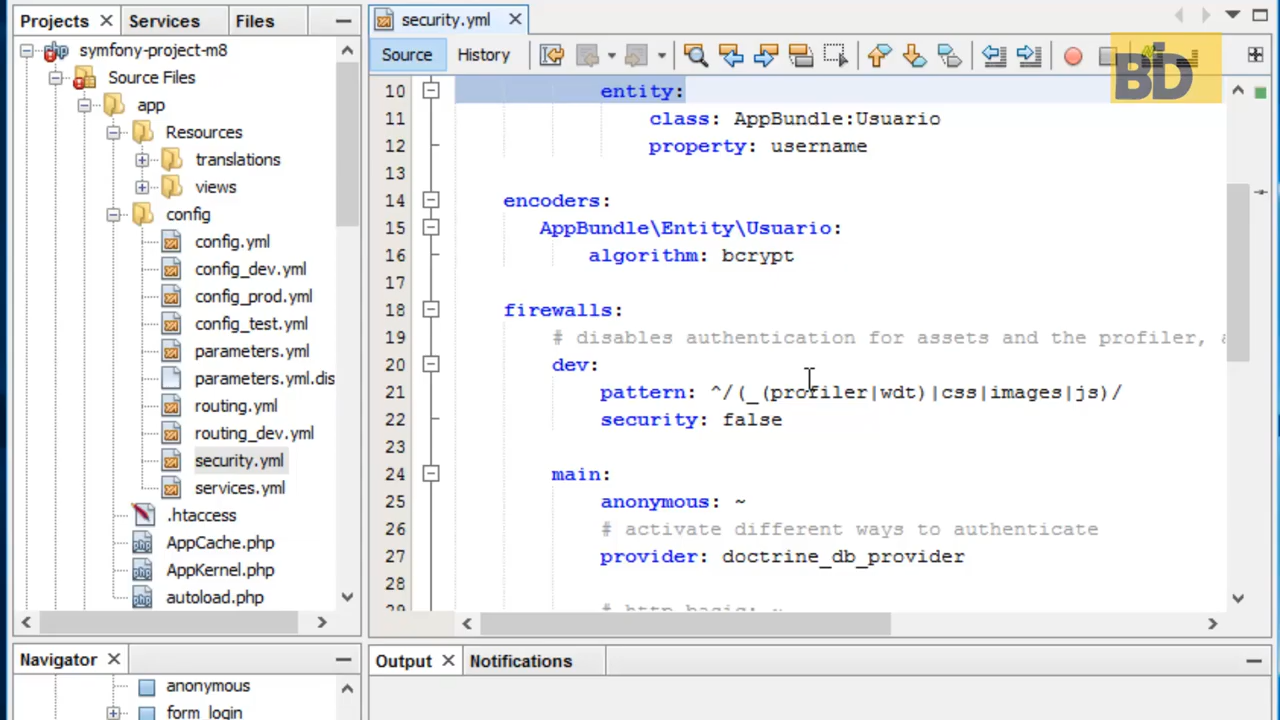 Projects
Services
Files
symfony-project-m8
Source Files
app
Resources
translations
views
config
config.yml
config_dev.yml
config_prod.yml
config_test.yml
parameters.yml
parameters.yml.dis
routing.yml
routing_dev.yml
security.yml
services.yml
.htaccess
AppCache.php
AppKernel.php
autoload.php
Navigator
anonymous
form_login
security.yml
Source
History
BiD
10 entity:
11 class: AppBundle:Usuario
12 property: username
13
14 encoders:
15 AppBundle\Entity\Usuario:
16 algorithm: bcrypt
17
18 firewalls:
19 # disables authentication for assets and the profiler, a
20 dev:
21 pattern: ^/(_(profiler|wdt)|css|images|js)/
22 security: false
23
24 main:
25 anonymous: ~
26 # activate different ways to authenticate
27 provider: doctrine_db_provider
28
29 # http_basic: ~
Output
Notifications